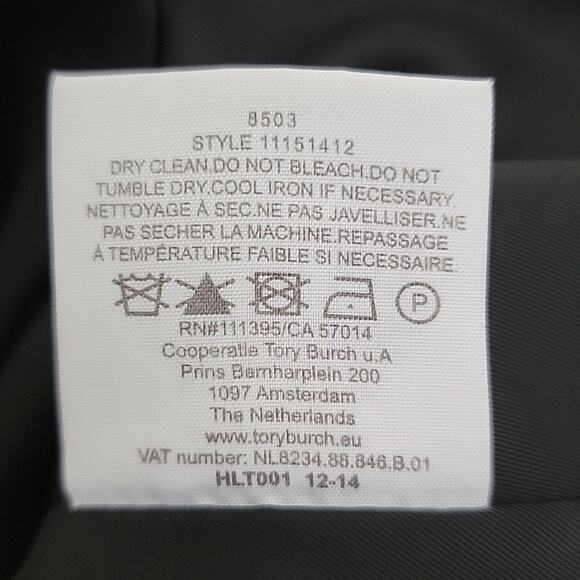 8503
STYLE 11151412
DRY CLEAN.DO NOT BLEACH.DO NOT
TUMBLE DRY.COOL IRON IF NECESSARY.
NETTOYAGE À SEC.NE PAS JAVELLISER.NE
PAS SECHER LA MACHINE.REPASSAGE
À TEMPÉRATURE FAIBLE SI NECESSAIRE
P
RN#111395/CA 57014
Cooperatie Tory Burch u.A
Prins Bernharplein 200
1097 Amsterdam
The Netherlands
www.toryburch.eu
VAT number: NL8234.88.846.B.01
HLT001 12-14